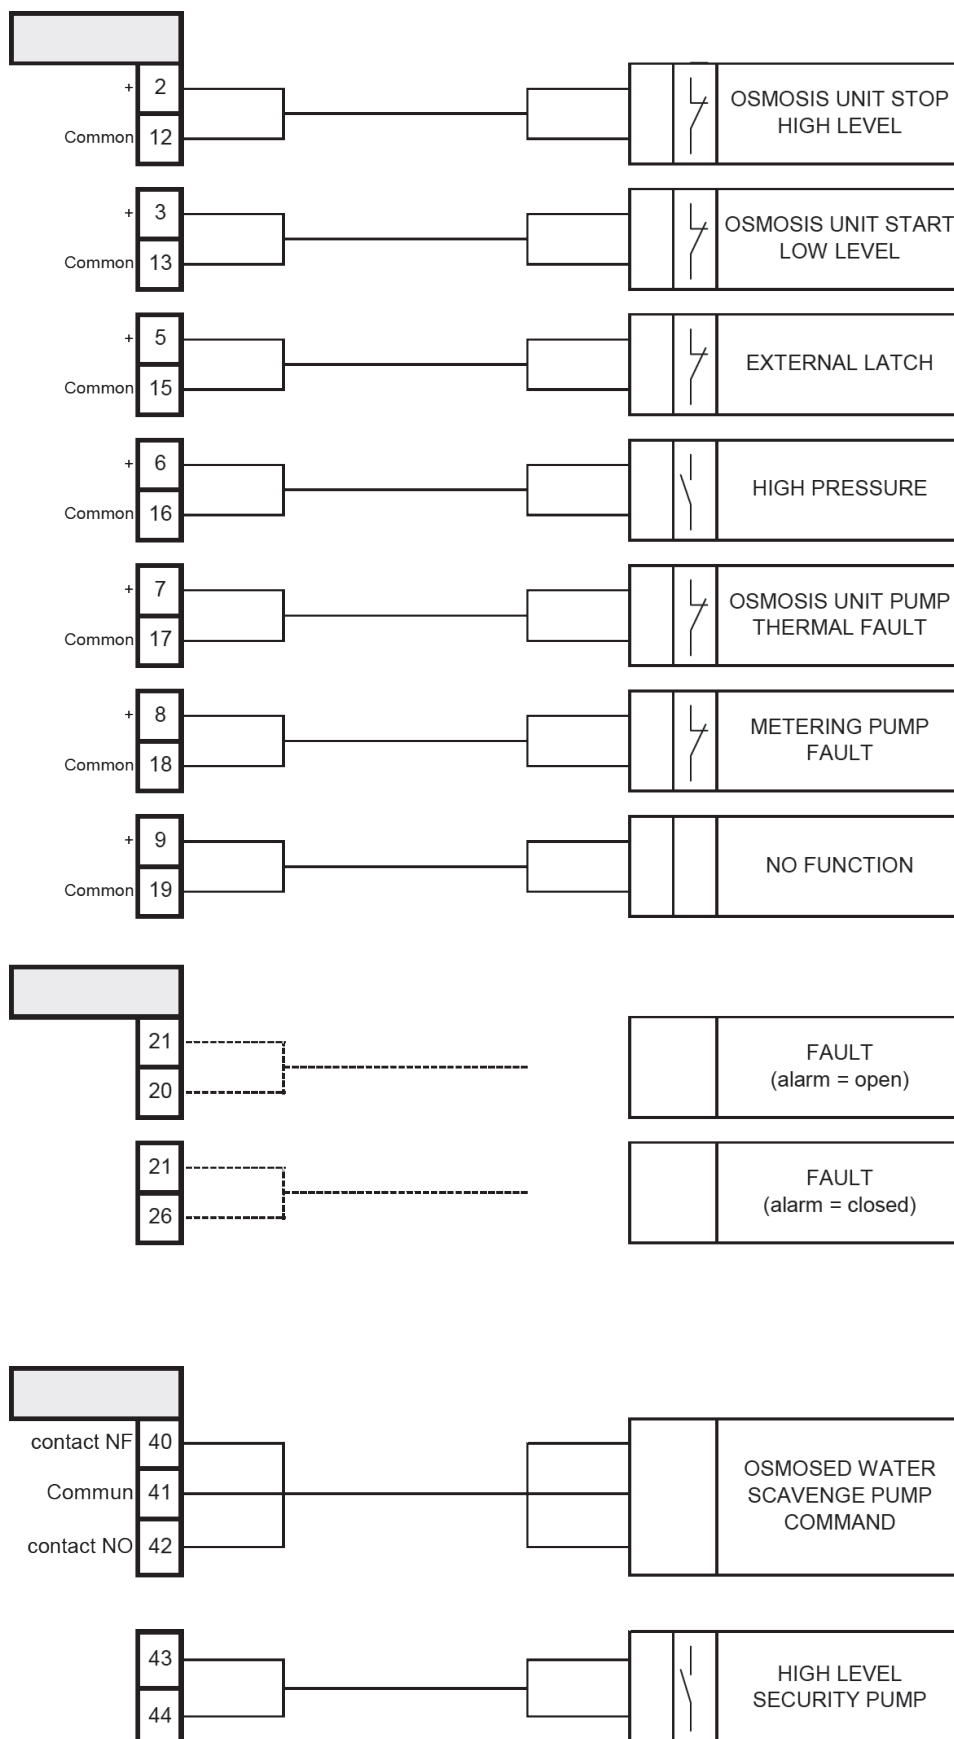 + 2
Common 12
OSMOSIS UNIT STOP
HIGH LEVEL
+ 3
Common 13
OSMOSIS UNIT START
LOW LEVEL
+ 5
Common 15
EXTERNAL LATCH
+ 6
Common 16
HIGH PRESSURE
+ 7
Common 17
OSMOSIS UNIT PUMP
THERMAL FAULT
+ 8
Common 18
METERING PUMP
FAULT
+ 9
Common 19
NO FUNCTION
21
20
FAULT
(alarm = open)
21
26
FAULT
(alarm = closed)
contact NF 40
Commun 41
contact NO 42
OSMOSED WATER
SCAVENGE PUMP
COMMAND
43
44
HIGH LEVEL
SECURITY PUMP